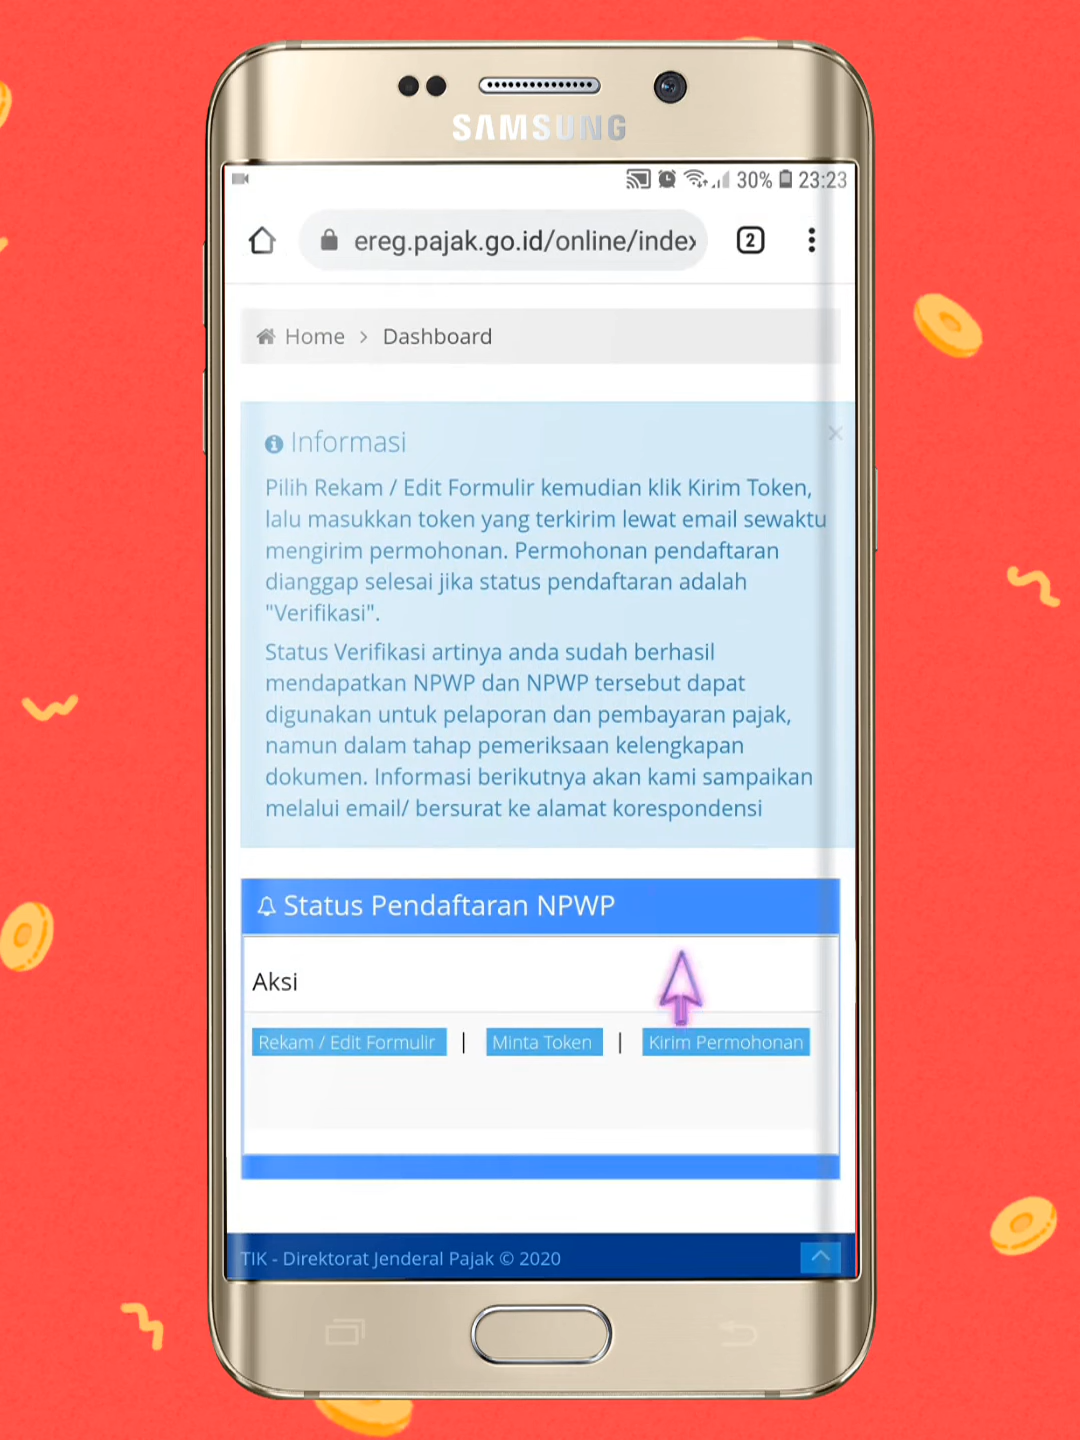 SAMSUNG
30% 23:23
ereg.pajak.go.id/online/index
2
Home > Dashboard
Informasi
Pilih Rekam / Edit Formulir kemudian klik Kirim Token,
lalu masukkan token yang terkirim lewat email sewaktu
mengirim permohonan. Permohonan pendaftaran
dianggap selesai jika status pendaftaran adalah
"Verifikasi".
Status Verifikasi artinya anda sudah berhasil
mendapatkan NPWP dan NPWP tersebut dapat
digunakan untuk pelaporan dan pembayaran pajak,
namun dalam tahap pemeriksaan kelengkapan
dokumen. Informasi berikutnya akan kami sampaikan
melalui email/ bersurat ke alamat korespondensi
Status Pendaftaran NPWP
Aksi
Rekam / Edit Formulir | Minta Token | Kirim Permohonan
TIK - Direktorat Jenderal Pajak © 2020